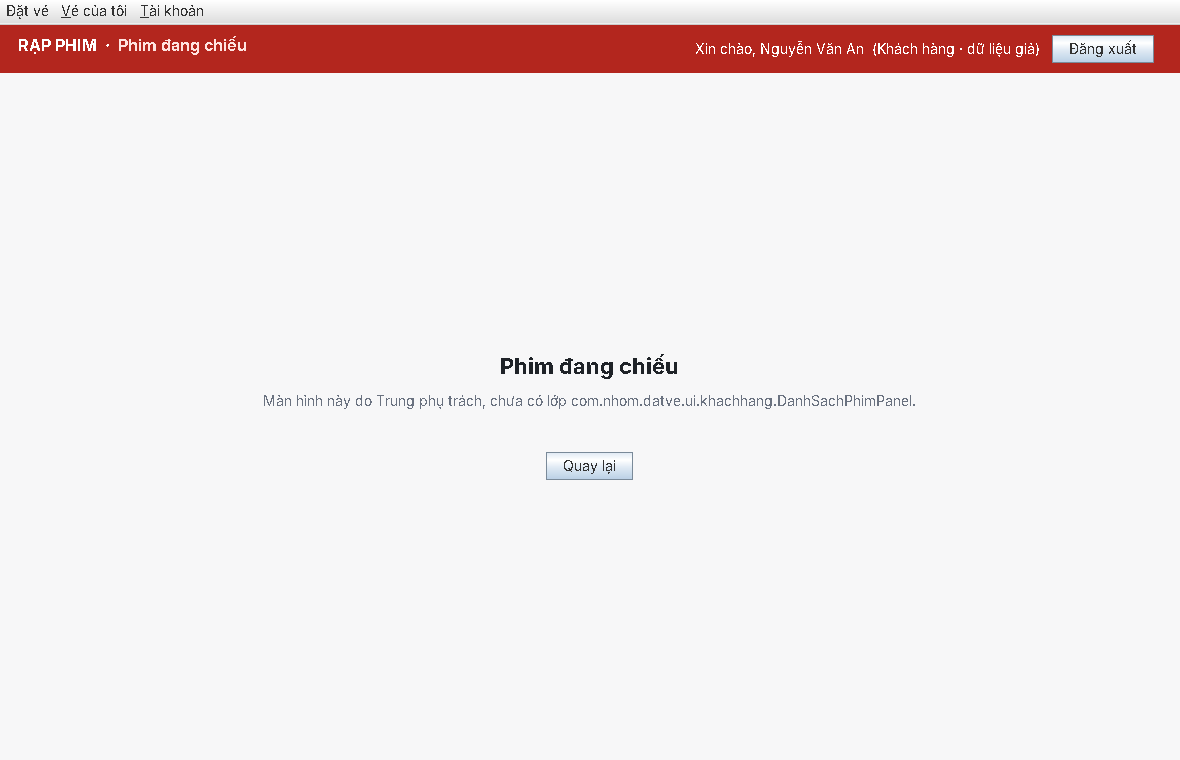 Đặt vé Vé của tôi Tài khoản
RẠP PHIM · Phim đang chiếu
Xin chào, Nguyễn Văn An (Khách hàng · dữ liệu giả) Đăng xuất
Phim đang chiếu
Màn hình này do Trung phụ trách, chưa có lớp com.nhom.datve.ui.khachhang.DanhSachPhimPanel.
Quay lại